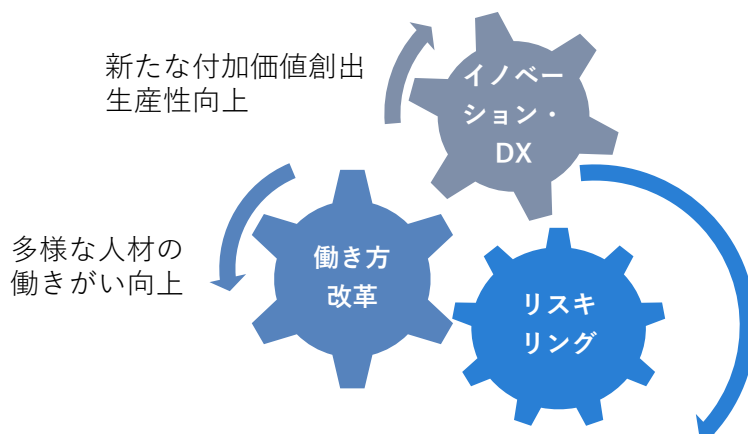 新たな付加価値創出
生産性向上
イノベー
ション・
DX
多様な人材の
働きがい向上
働き方
改革
リスキ
リング